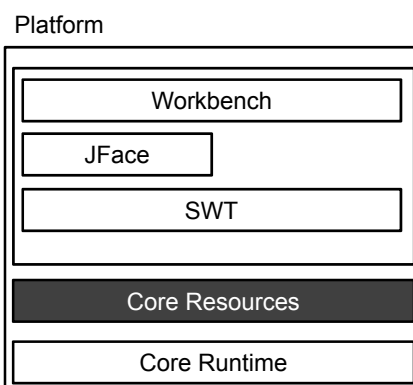 Platform
Workbench
JFace
SWT
Core Resources
Core Runtime